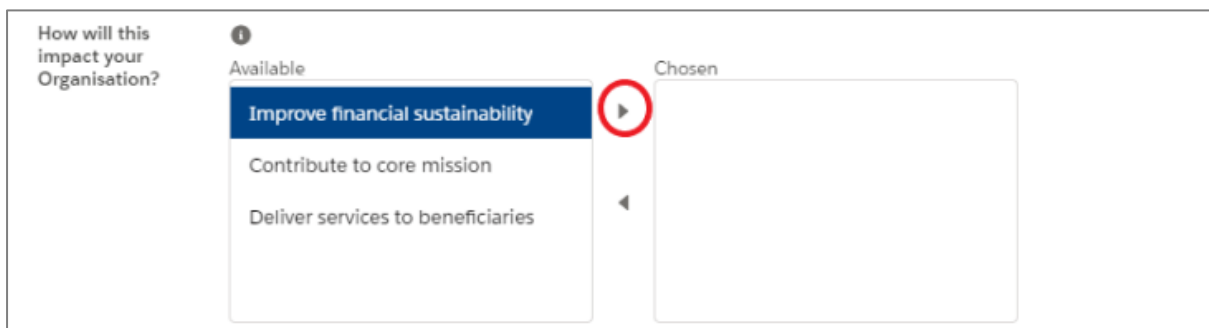 How will this
impact your
Organisation?
Available
Chosen
Improve financial sustainability
Contribute to core mission
Deliver services to beneficiaries